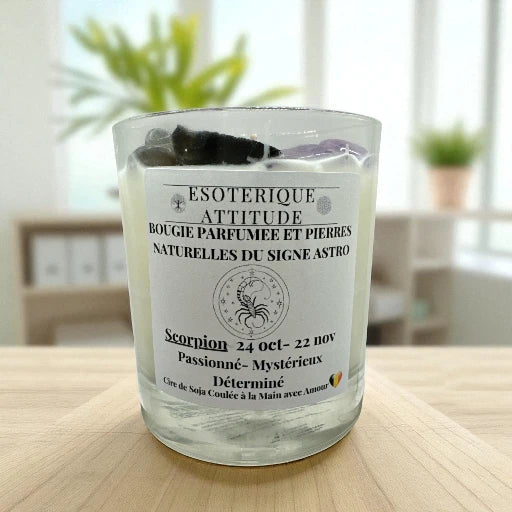 ESOTERIQUE
ATTITUDE
BOUGIE PARFUMEE ET PIERRES
NATURELLES DU SIGNE ASTRO
Scorpion 24 oct- 22 nov
Passionné- Mystérieux
Déterminé
Cire de Soja Coulée à la Main avec Amour